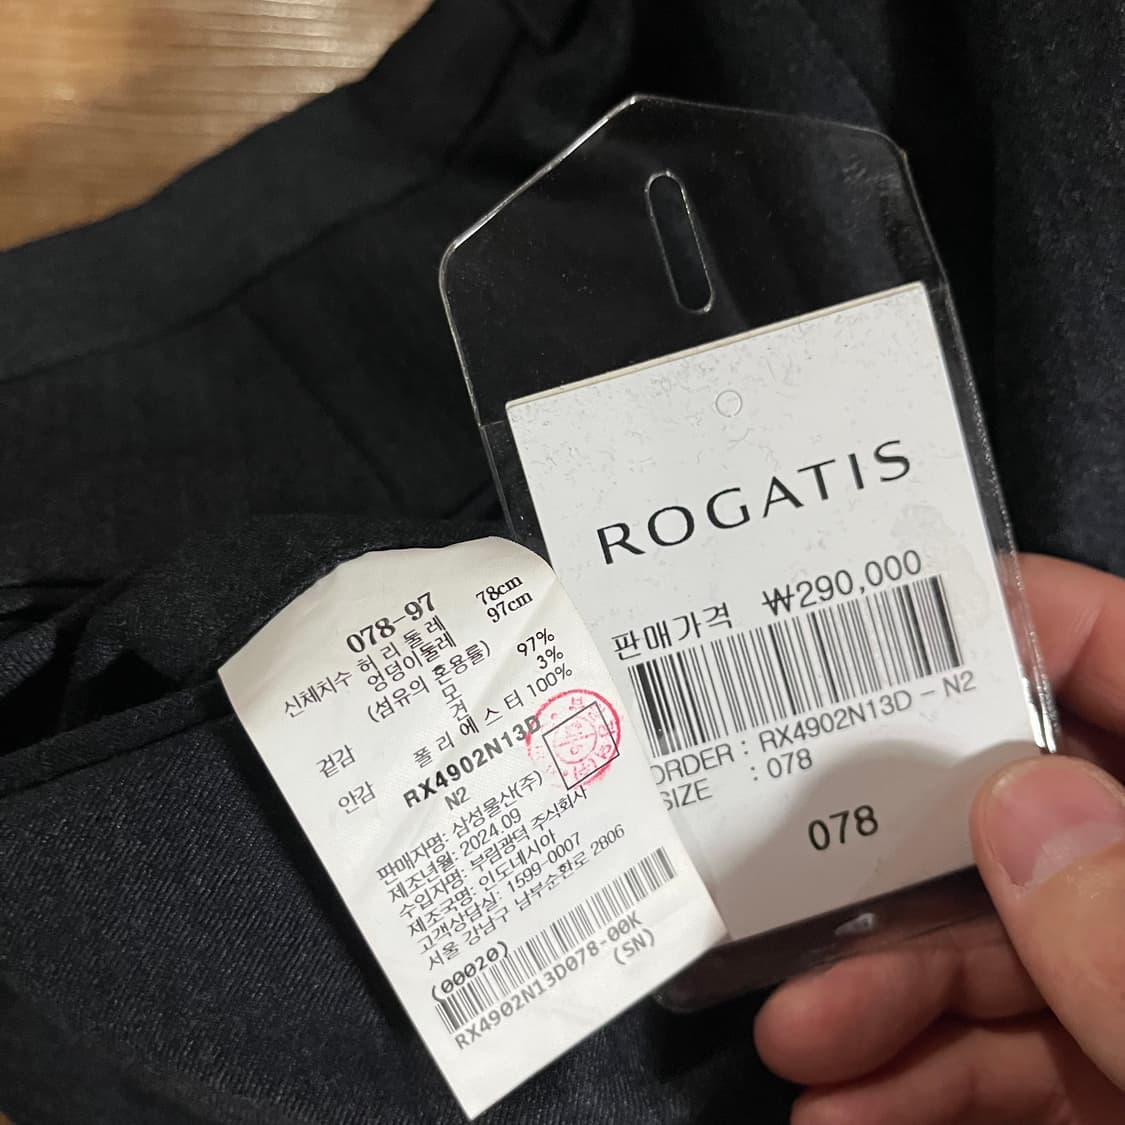 078-97
신체치수 허리둘레 78cm
엉덩이둘레 97cm
(섬유의 혼용률)
겉감 모 97%
견 3%
안감 폴리에스터 100%
RX4902N13D
N2
판매자명: 삼성물산(주)
제조년월: 2024.09
수입자명: 부림광덕 주식회사
제조국명: 인도네시아
고객상담실: 1599-0007
서울 강남구 남부순환로 2806
(00020)
RX4902N13D078-00K
(SN)
ROGATIS
판매가격 ₩290,000
ORDER : RX4902N13D - N2
SIZE : 078
078